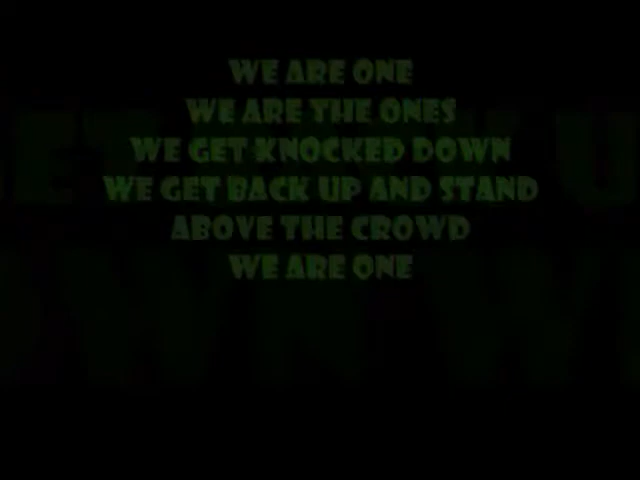 WE ARE ONE
WE ARE THE ONES
WE GET KNOCKED DOWN
WE GET BACK UP AND STAND
ABOVE THE CROWD
WE ARE ONE